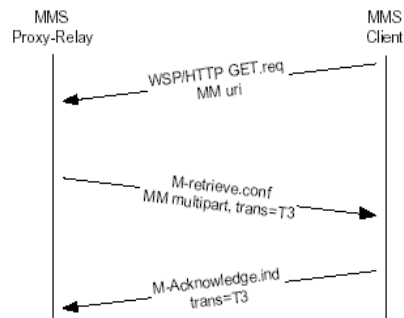 MMS
Proxy-Relay
MMS
Client
WSP/HTTP GET.req
MM uri
M-retrieve.conf
MM multipart, trans=T3
M-Acknowledge.ind
trans=T3